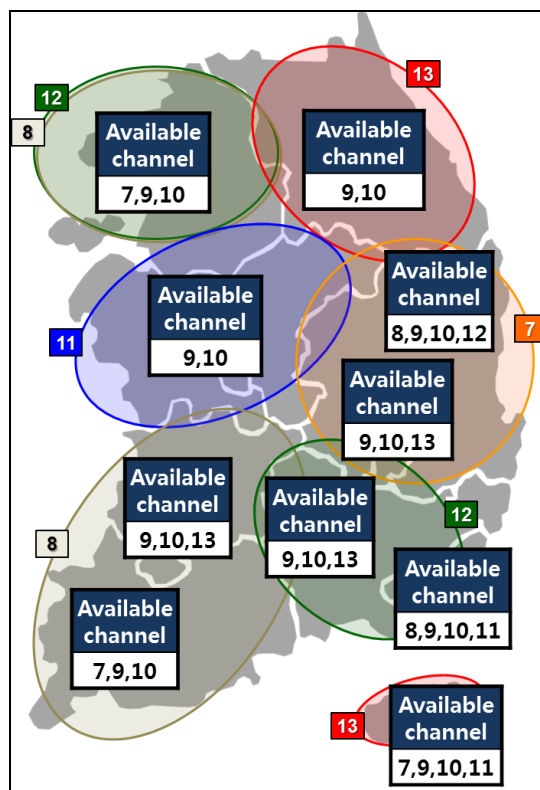 13
12
8
Available
channel
7,9,10
Available
channel
9,10
Available
channel
8,9,10,12
7
Available
channel
9,10
11
Available
channel
9,10,13
Available
channel
9,10,13
Available
channel
9,10,13
12
8
Available
channel
8,9,10,11
Available
channel
7,9,10
Available
channel
7,9,10,11
13